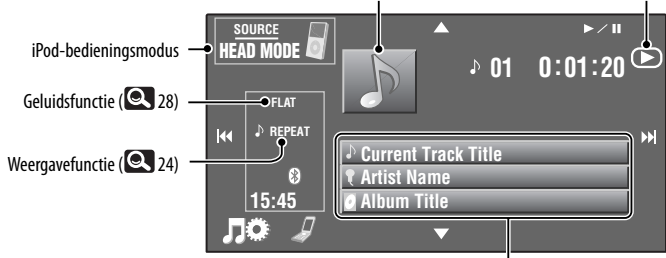 SOURCE
HEAD MODE
iPod-bedieningsmodus
01 0:01:20
Geluidsfunctie ( 28)
FLAT
REPEAT
Weergavefunctie ( 24)
15:45
Current Track Title
Artist Name
Album Title